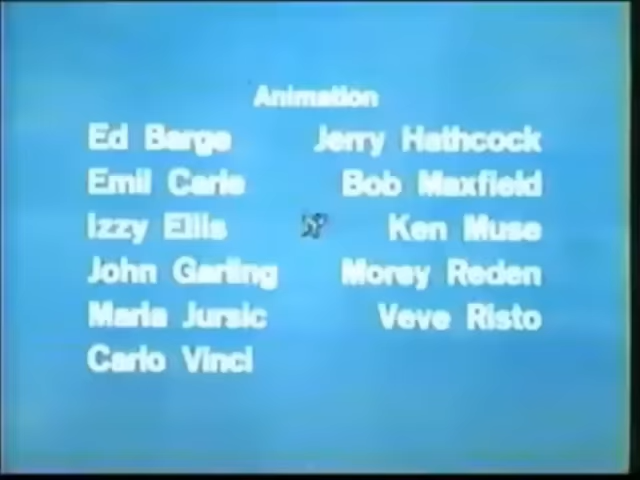 Animation
Ed Barge Jerry Hathcock
Emil Carle Bob Maxfield
Izzy Ellis Ken Muse
John Garling Morey Reden
Maria Jursic Veve Risto
Carlo Vinci